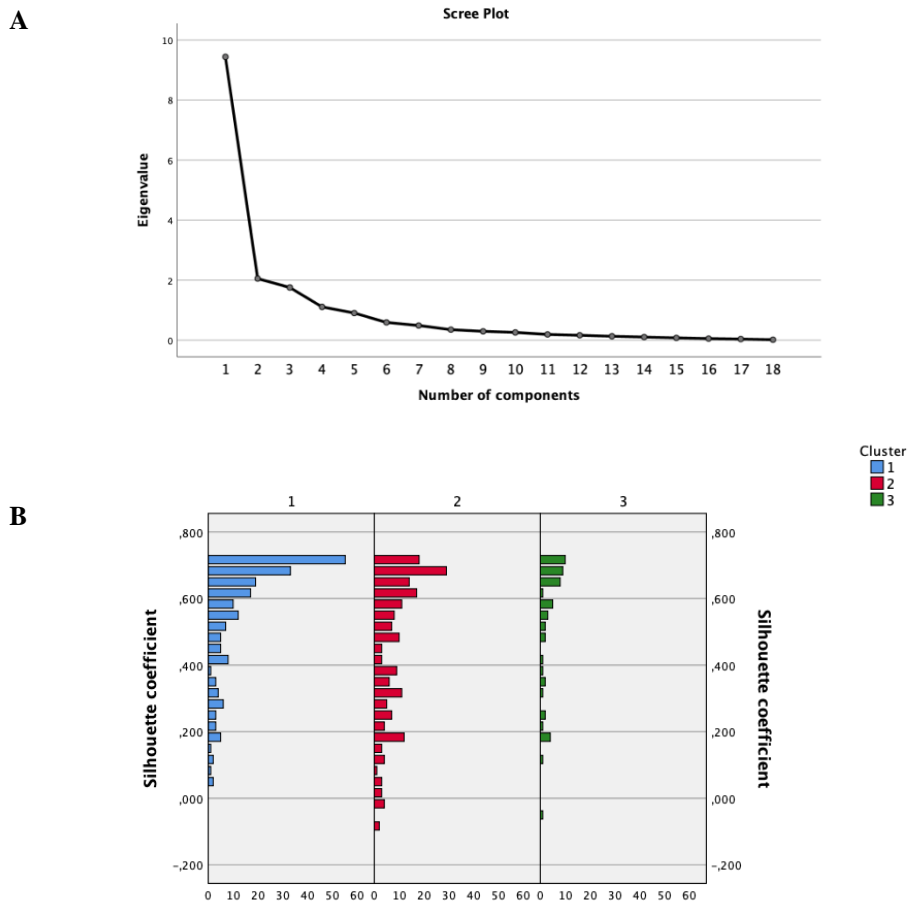 A
Scree Plot
10
8
6
4
2
0
Eigenvalue
1 2 3 4 5 6 7 8 9 10 11 12 13 14 15 16 17 18
Number of components
Cluster
1
2
3
B
1 2 3
,800 ,800
,600 ,600
,400 ,400
,200 ,200
,000 ,000
-,200 -,200
Silhouette coefficient
Silhouette coefficient
0 10 20 30 40 50 60 0 10 20 30 40 50 60 0 10 20 30 40 50 60